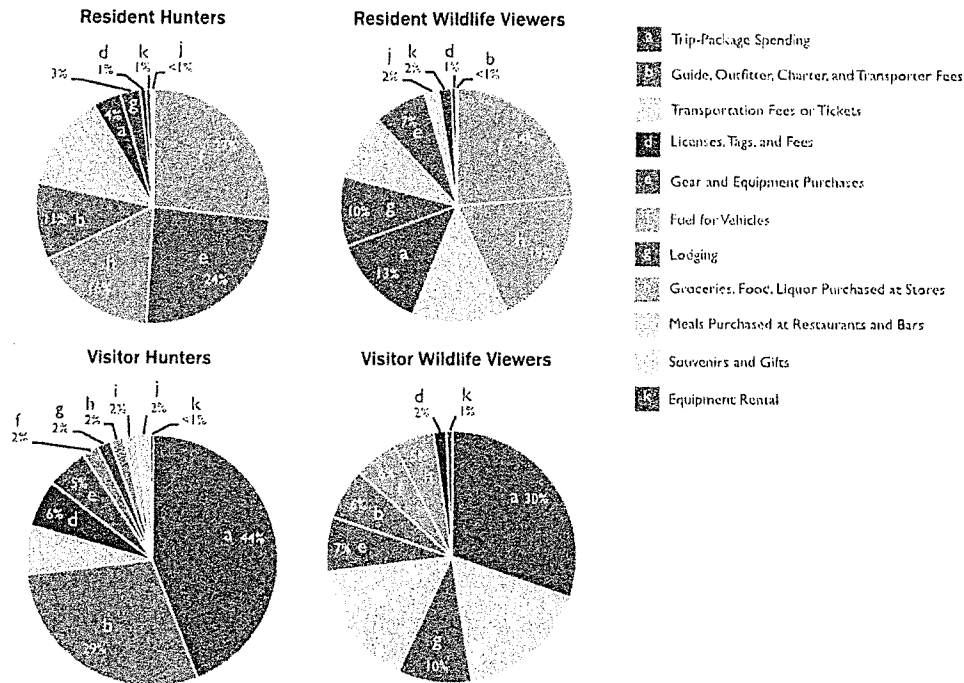 Resident Hunters
d
1%
k
1%
j
<1%
3%
g
4%
a
11% b
h
e
24%
Resident Wildlife Viewers
j
2%
k
2%
d
1%
b
<1%
7%
e
10% g
a
13%
h
Visitor Hunters
f
2%
g
2%
h
2%
i
2%
j
2%
k
<1%
5%
e
6% d
a 44%
b
29%
Visitor Wildlife Viewers
d
2%
k
1%
a 30%
b
7% e
g
10%
a Trip-Package Spending
b Guide, Outfitter, Charter, and Transporter Fees
Transportation Fees or Tickets
d Licenses, Tags, and Fees
e Gear and Equipment Purchases
Fuel for Vehicles
g Lodging
Groceries, Food, Liquor Purchased at Stores
Meals Purchased at Restaurants and Bars
Souvenirs and Gifts
k Equipment Rental